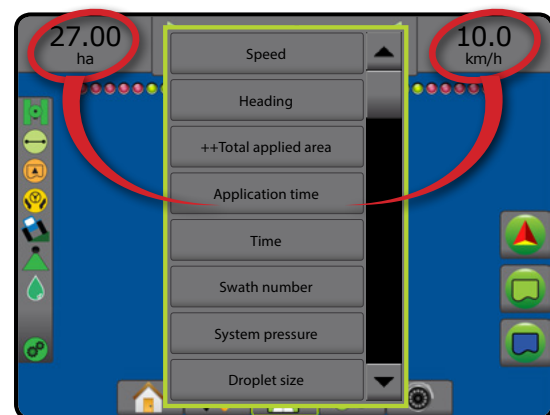 27.00
ha
10.0
km/h
Speed
Heading
++Total applied area
Application time
Time
Swath number
System pressure
Droplet size